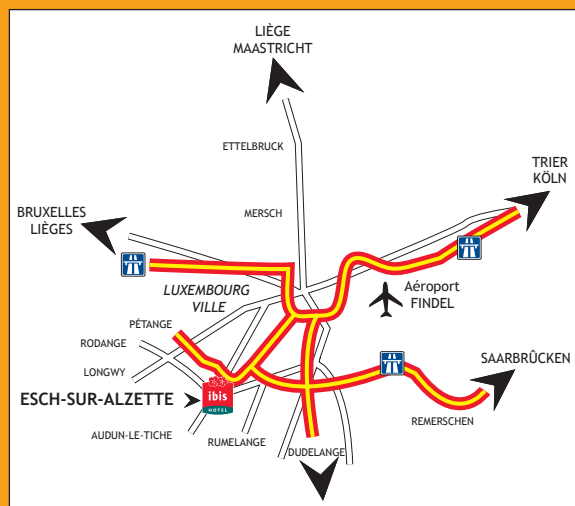 LIÈGE
MAASTRICHT
ETTELBRUCK
TRIER
KÖLN
MERSCH
BRUXELLES
LIÈGES
LUXEMBOURG
VILLE
Aéroport
FINDEL
PÉTANGE
RODANGE
LONGWY
SAARBRÛCKEN
ESCH-SUR-ALZETTE
ibis
HOTEL
REMERSCHEN
AUDUN-LE-TICHE
RUMELANGE
DUDELANGE